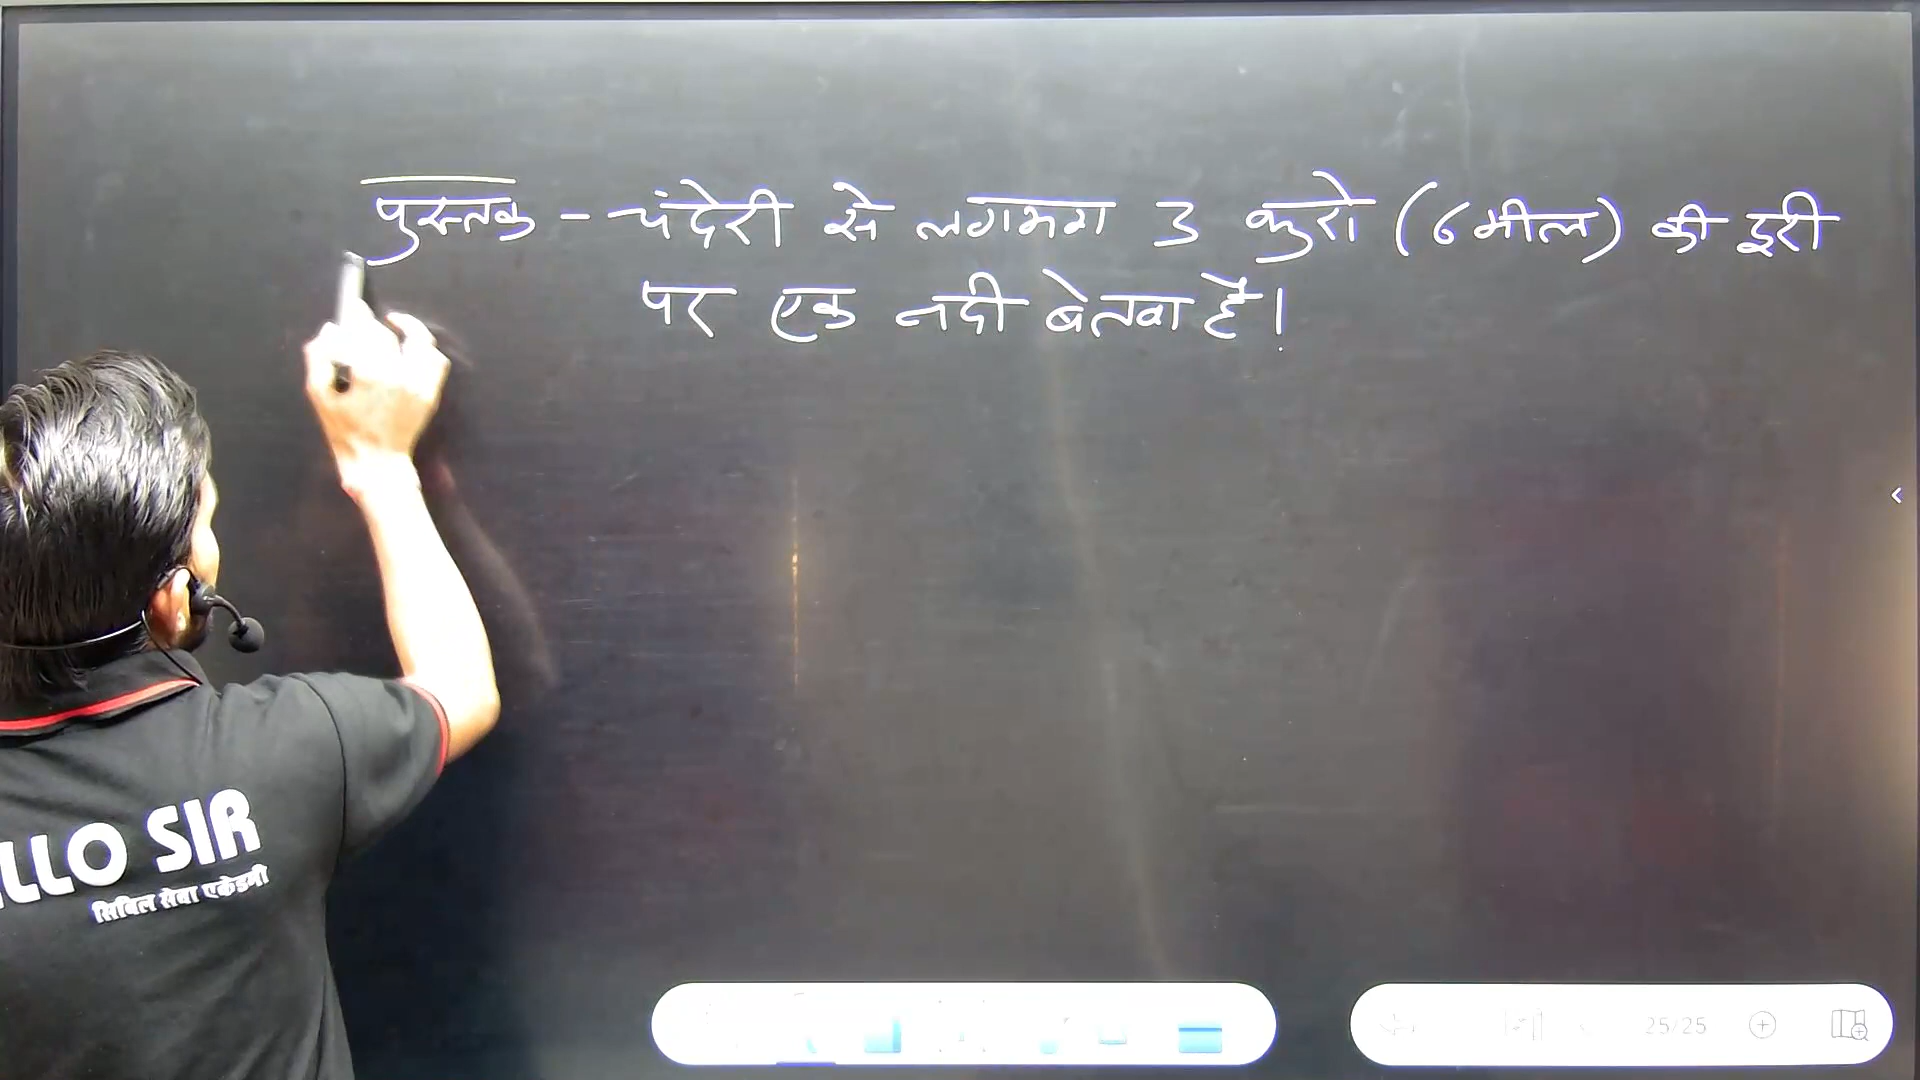 पुस्तक - चंदेरी से लगभग 3 कुरो (6 मील) की दूरी
पर एक नदी बेतवा है।
LLO SIR
सिविल सेवा एकेडमी
25/25